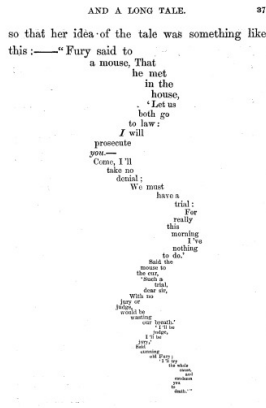 AND A LONG TALE. 37
so that her idea of the tale was something like
this :——“Fury said to
a mouse, That
he met
in the
house,
‘Let us
both go
to law:
I will
prosecute
you.—
Come, I’ll
take no
denial:
We must
have a
trial:
For
really
this
morning
I’ve
nothing
to do.’
Said the
mouse to
the cur,
‘Such a
trial,
dear sir,
With no
jury or
judge,
would be
wasting
our breath.’
‘I’ll be
judge,
I’ll be
jury,’
Said
cunning
old Fury;
‘I’ll try
the whole
cause,
and
condemn
you
to
death.’”